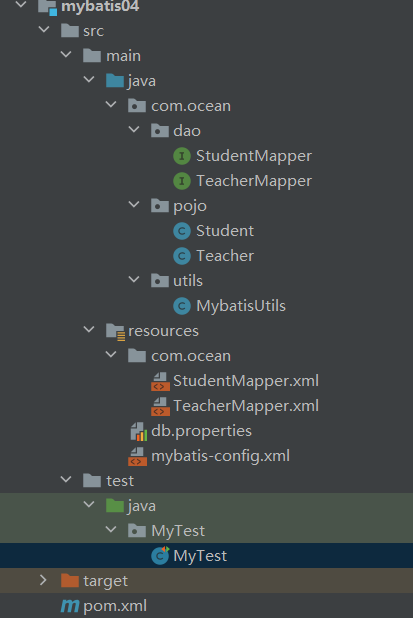 mybatis04
src
main
java
com.ocean
dao
StudentMapper
TeacherMapper
pojo
Student
Teacher
utils
MybatisUtils
resources
com.ocean
StudentMapper.xml
TeacherMapper.xml
db.properties
mybatis-config.xml
test
java
MyTest
MyTest
target
pom.xml